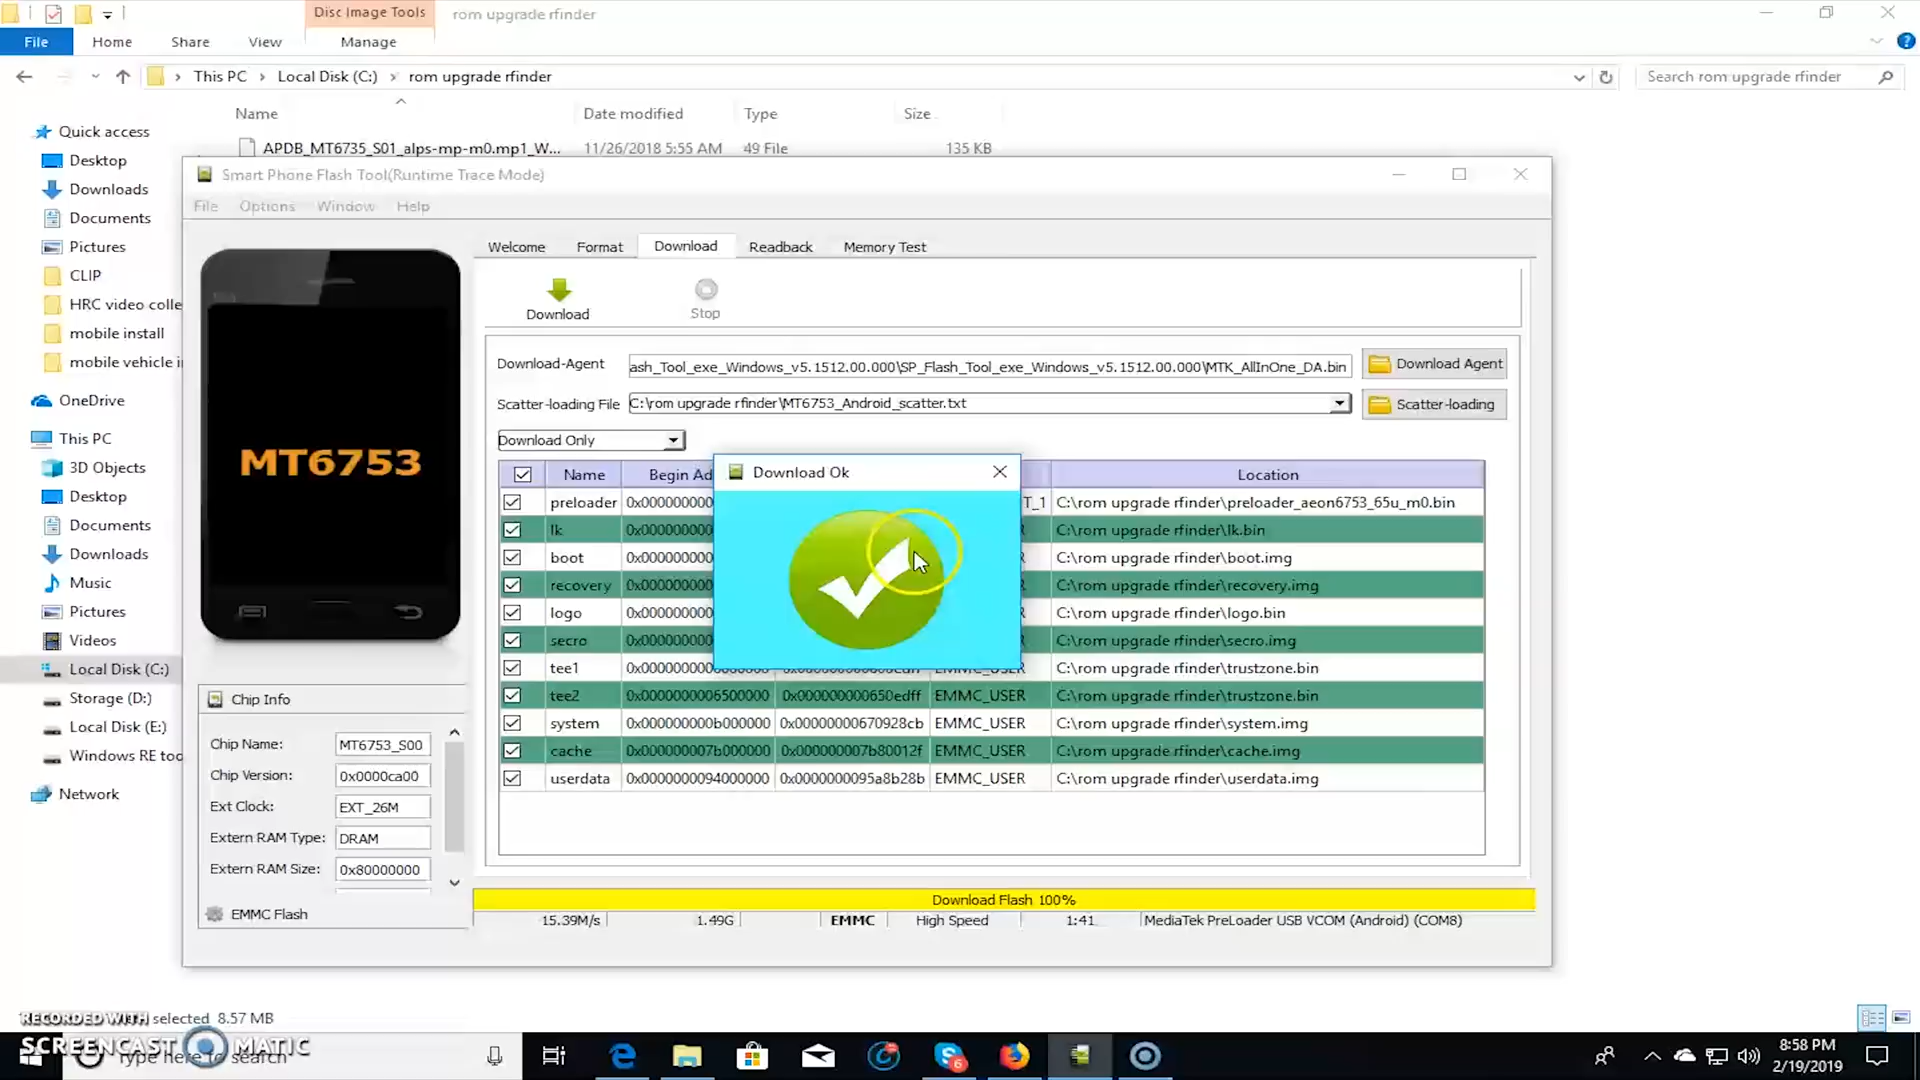 Disc Image Tools
rom upgrade rfinder
File
Home
Share
View
Manage
This PC
Local Disk (C:)
rom upgrade rfinder
Search rom upgrade rfinder
Name
Date modified
Type
Size
APDB_MT6735_S01_alps-mp-m0.mp1_W...
11/26/2018 5:55 AM
49 File
135 KB
Quick access
Desktop
Downloads
Documents
Pictures
CLIP
HRC video colle
mobile install
mobile vehicle i
OneDrive
This PC
3D Objects
Desktop
Documents
Downloads
Music
Pictures
Videos
Local Disk (C:)
Storage (D:)
Local Disk (E:)
Windows RE too
Network
Smart Phone Flash Tool(Runtime Trace Mode)
File
Options
Window
Help
MT6753
Welcome
Format
Download
Readback
Memory Test
Download
Stop
Download-Agent
ash_Tool_exe_Windows_v5.1512.00.000\SP_Flash_Tool_exe_Windows_v5.1512.00.000\MTK_AllInOne_DA.bin
Download Agent
Scatter-loading File
C:\rom upgrade rfinder\MT6753_Android_scatter.txt
Scatter-loading
Download Only
Name
Begin Ad
Location
preloader 0x000000000 T_1 C:\rom upgrade rfinder\preloader_aeon6753_65u_m0.bin
lk 0x000000000 C:\rom upgrade rfinder\lk.bin
boot 0x000000000 C:\rom upgrade rfinder\boot.img
recovery 0x000000000 C:\rom upgrade rfinder\recovery.img
logo 0x000000000 C:\rom upgrade rfinder\logo.bin
secro 0x000000000 C:\rom upgrade rfinder\secro.img
tee1 C:\rom upgrade rfinder\trustzone.bin
tee2 0x0000000006500000 0x000000000650edff EMMC_USER C:\rom upgrade rfinder\trustzone.bin
system 0x000000000b000000 0x00000000670928cb EMMC_USER C:\rom upgrade rfinder\system.img
cache 0x000000007b000000 0x000000007b80012f EMMC_USER C:\rom upgrade rfinder\cache.img
userdata 0x0000000094000000 0x0000000095a8b28b EMMC_USER C:\rom upgrade rfinder\userdata.img
Download Ok
Chip Info
Chip Name: MT6753_S00
Chip Version: 0x0000ca00
Ext Clock: EXT_26M
Extern RAM Type: DRAM
Extern RAM Size: 0x80000000
EMMC Flash
Download Flash 100%
15.39M/s
1.49G
EMMC
High Speed
1:41
MediaTek PreLoader USB VCOM (Android) (COM8)
RECORDED WITH
selected 8.57 MB
SCREENCAST MATIC
Type here to search
6
8:58 PM
2/19/2019